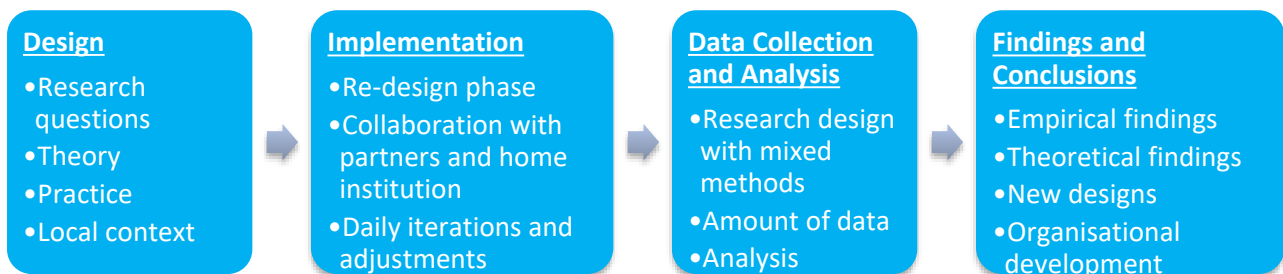 Design
•Research
questions
•Theory
•Practice
•Local context
Implementation
•Re-design phase
•Collaboration with
partners and home
institution
•Daily iterations and
adjustments
Data Collection
and Analysis
•Research design
with mixed
methods
•Amount of data
•Analysis
Findings and
Conclusions
•Empirical findings
•Theoretical findings
•New designs
•Organisational
development